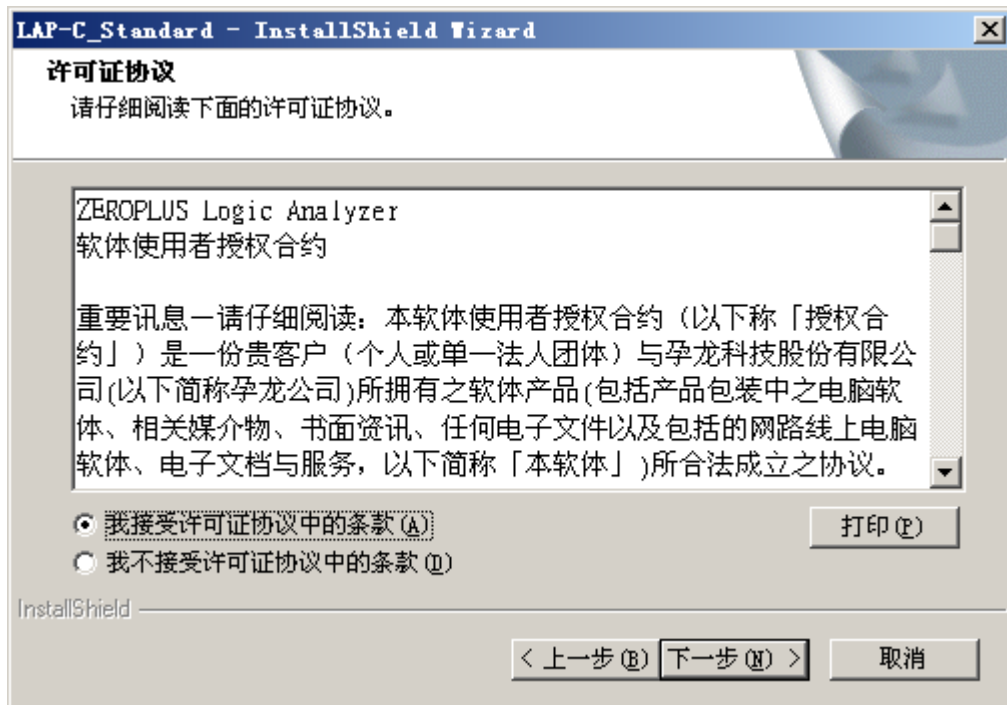 LAP-C_Standard - InstallShield Wizard
许可证协议
请仔细阅读下面的许可证协议。
ZEROPLUS Logic Analyzer
软体使用者授权合约
重要讯息－请仔细阅读：本软体使用者授权合约（以下称「授权合
约」）是一份贵客户（个人或单一法人团体）与孕龙科技股份有限公
司(以下简称孕龙公司)所拥有之软体产品(包括产品包装中之电脑软
体、相关媒介物、书面资讯、任何电子文件以及包括的网路线上电脑
软体、电子文档与服务，以下简称「本软体」)所合法成立之协议。
我接受许可证协议中的条款(A)
打印(P)
我不接受许可证协议中的条款(D)
InstallShield
< 上一步(B)
下一步(N) >
取消